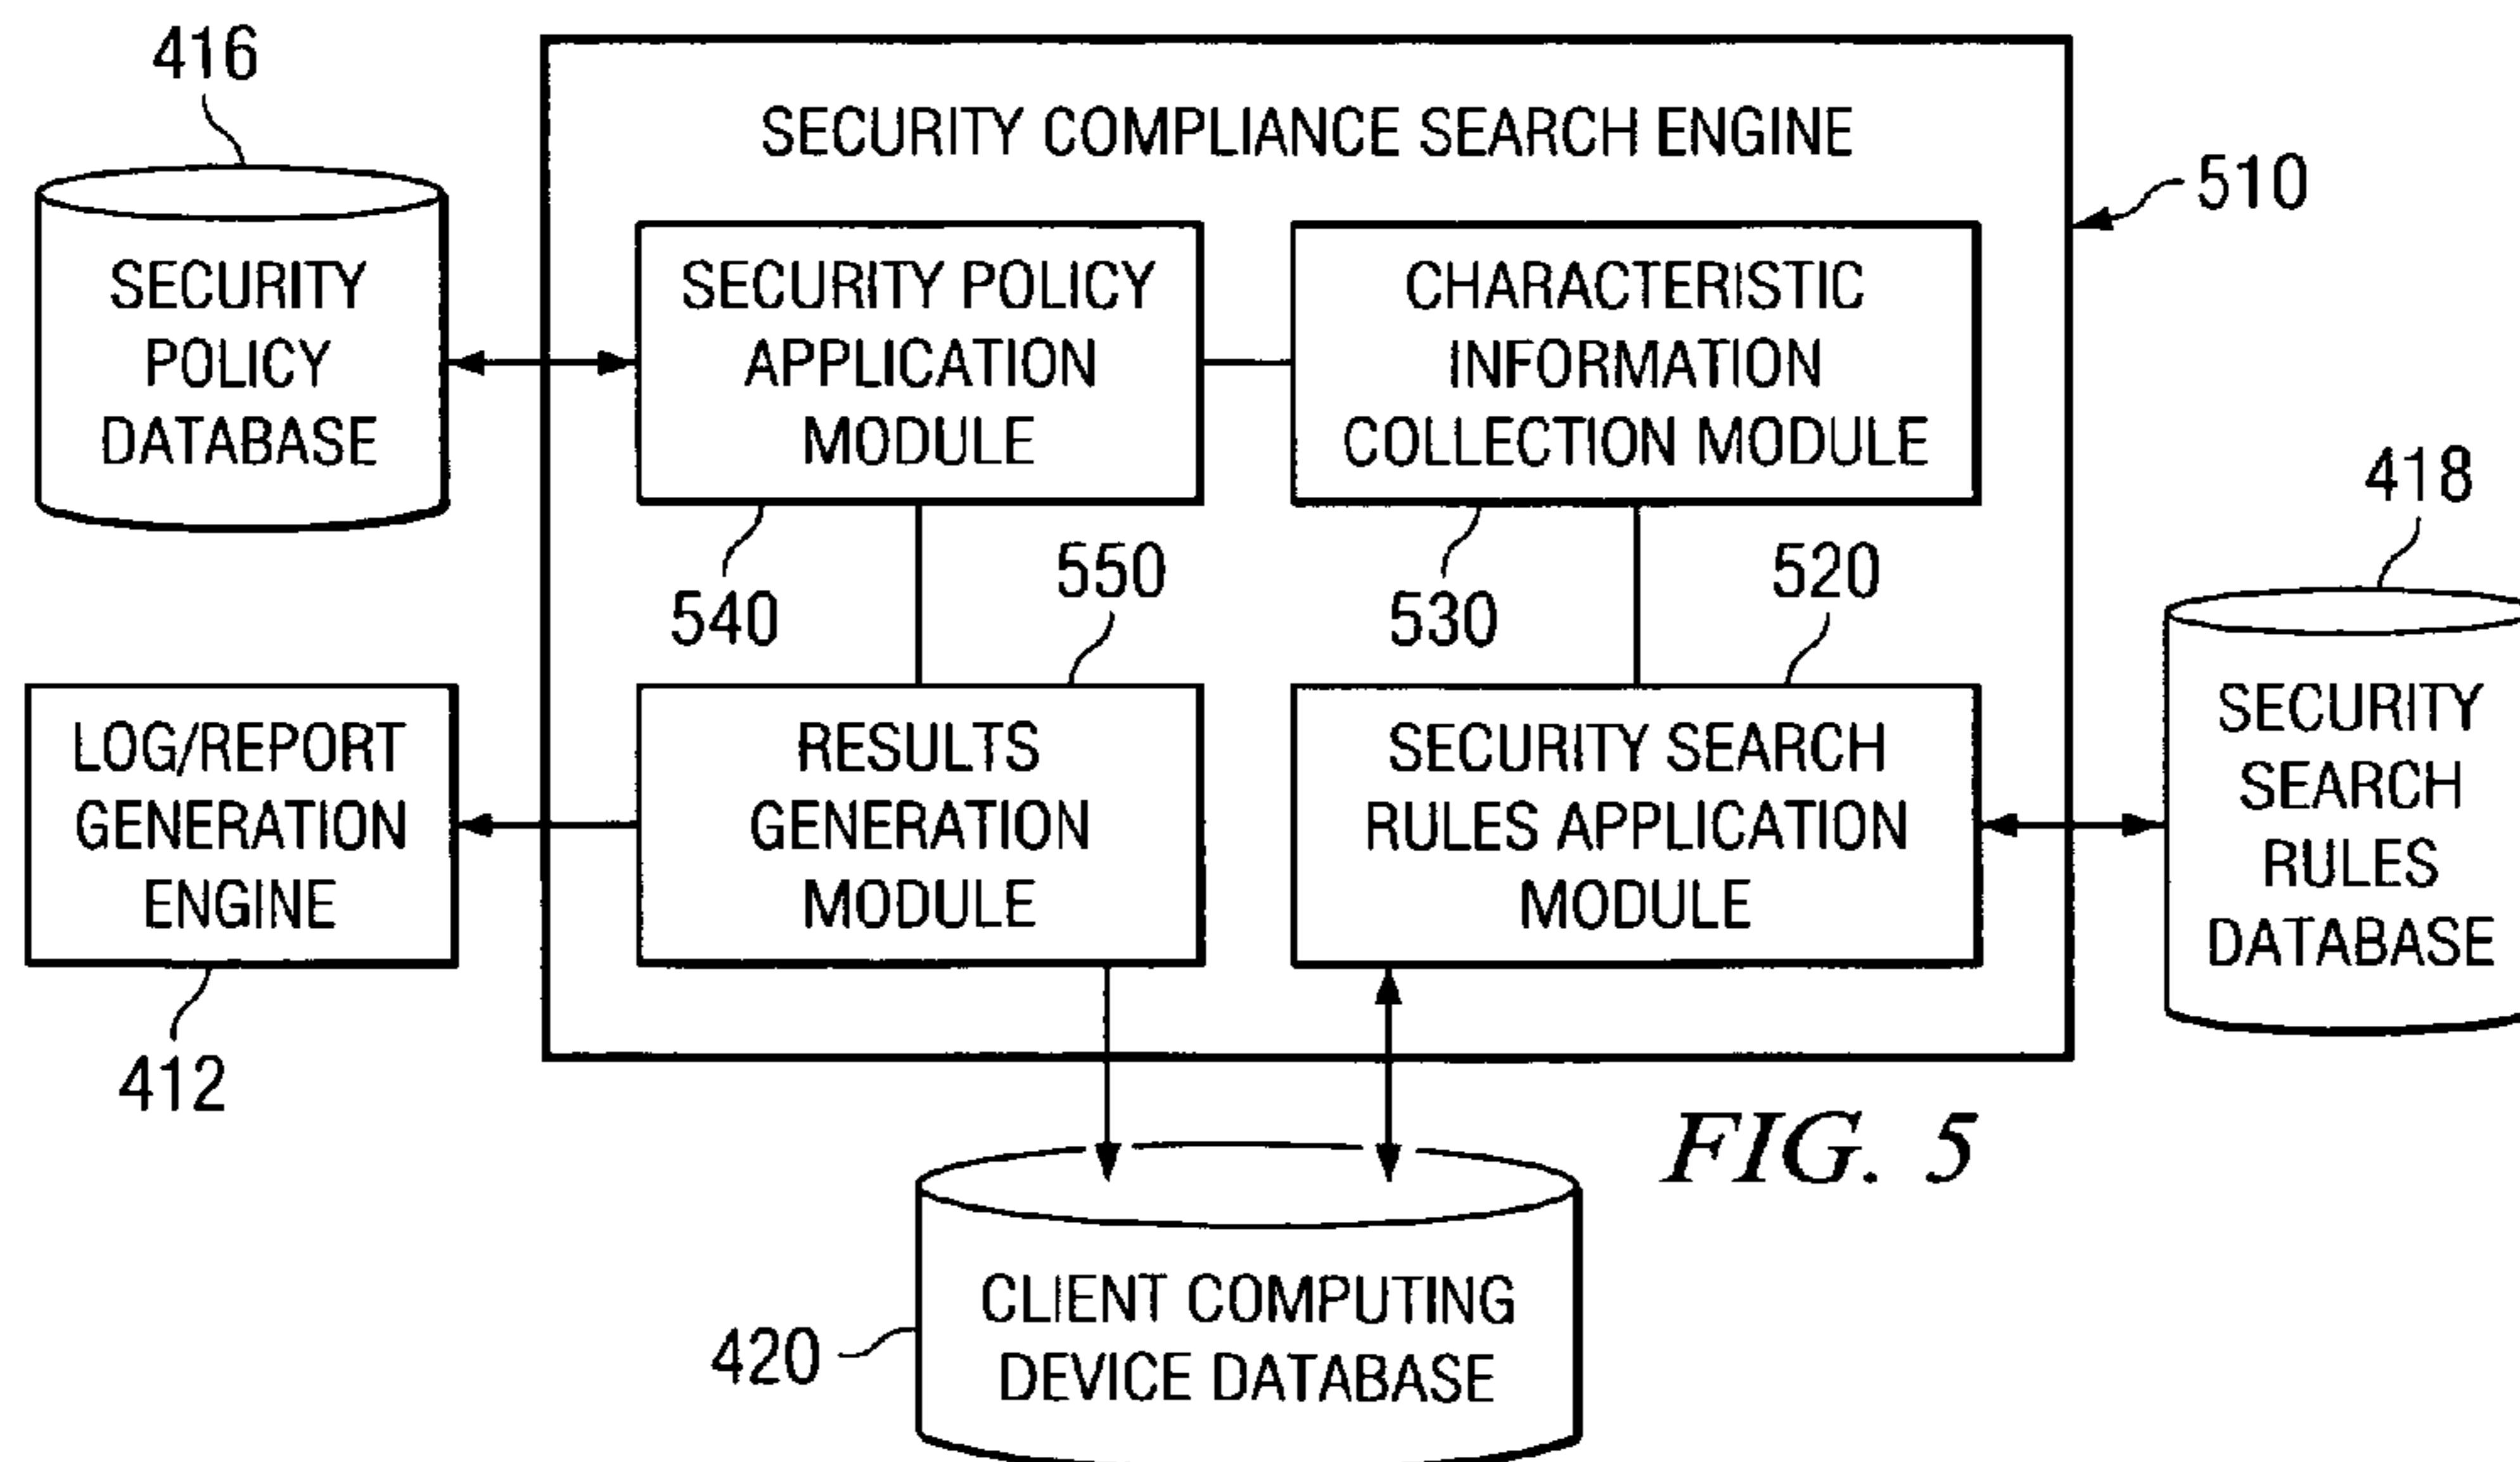 416
SECURITY COMPLIANCE SEARCH ENGINE
510
SECURITY
POLICY
DATABASE
SECURITY POLICY
APPLICATION
MODULE
CHARACTERISTIC
INFORMATION
COLLECTION MODULE
418
540
550
530
520
LOG/REPORT
GENERATION
ENGINE
RESULTS
GENERATION
MODULE
SECURITY SEARCH
RULES APPLICATION
MODULE
SECURITY
SEARCH
RULES
DATABASE
412
FIG. 5
420
CLIENT COMPUTING
DEVICE DATABASE